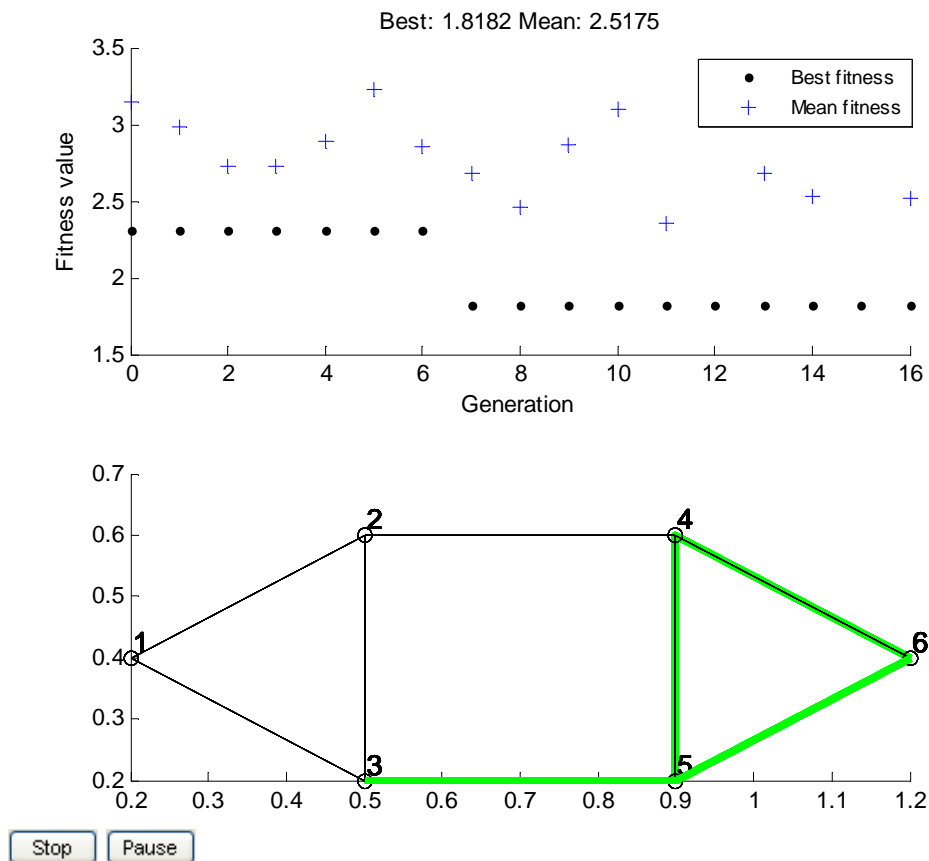 Best: 1.8182 Mean: 2.5175
3.5
3
2.5
2
1.5
Fitness value
Best fitness
Mean fitness
0 2 4 6 8 10 12 14 16
Generation
0.7
0.6
0.5
0.4
0.3
0.2
1
2
3
4
5
6
0.2 0.3 0.4 0.5 0.6 0.7 0.8 0.9 1 1.1 1.2
Stop Pause